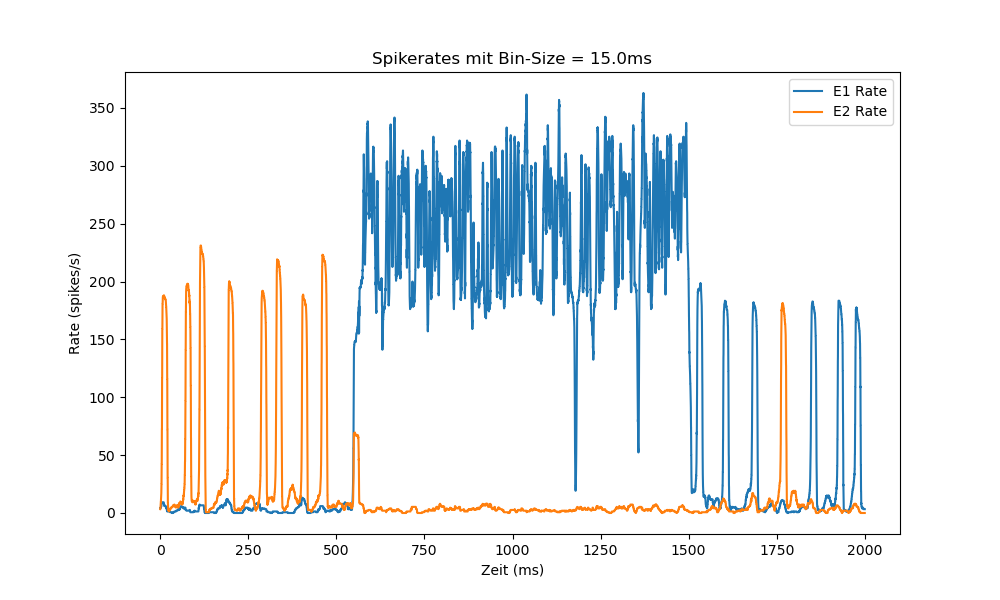 Spikerates mit Bin-Size = 15.0ms
E1 Rate
E2 Rate
Rate (spikes/s)
350
300
250
200
150
100
50
0
0 250 500 750 1000 1250 1500 1750 2000
Zeit (ms)